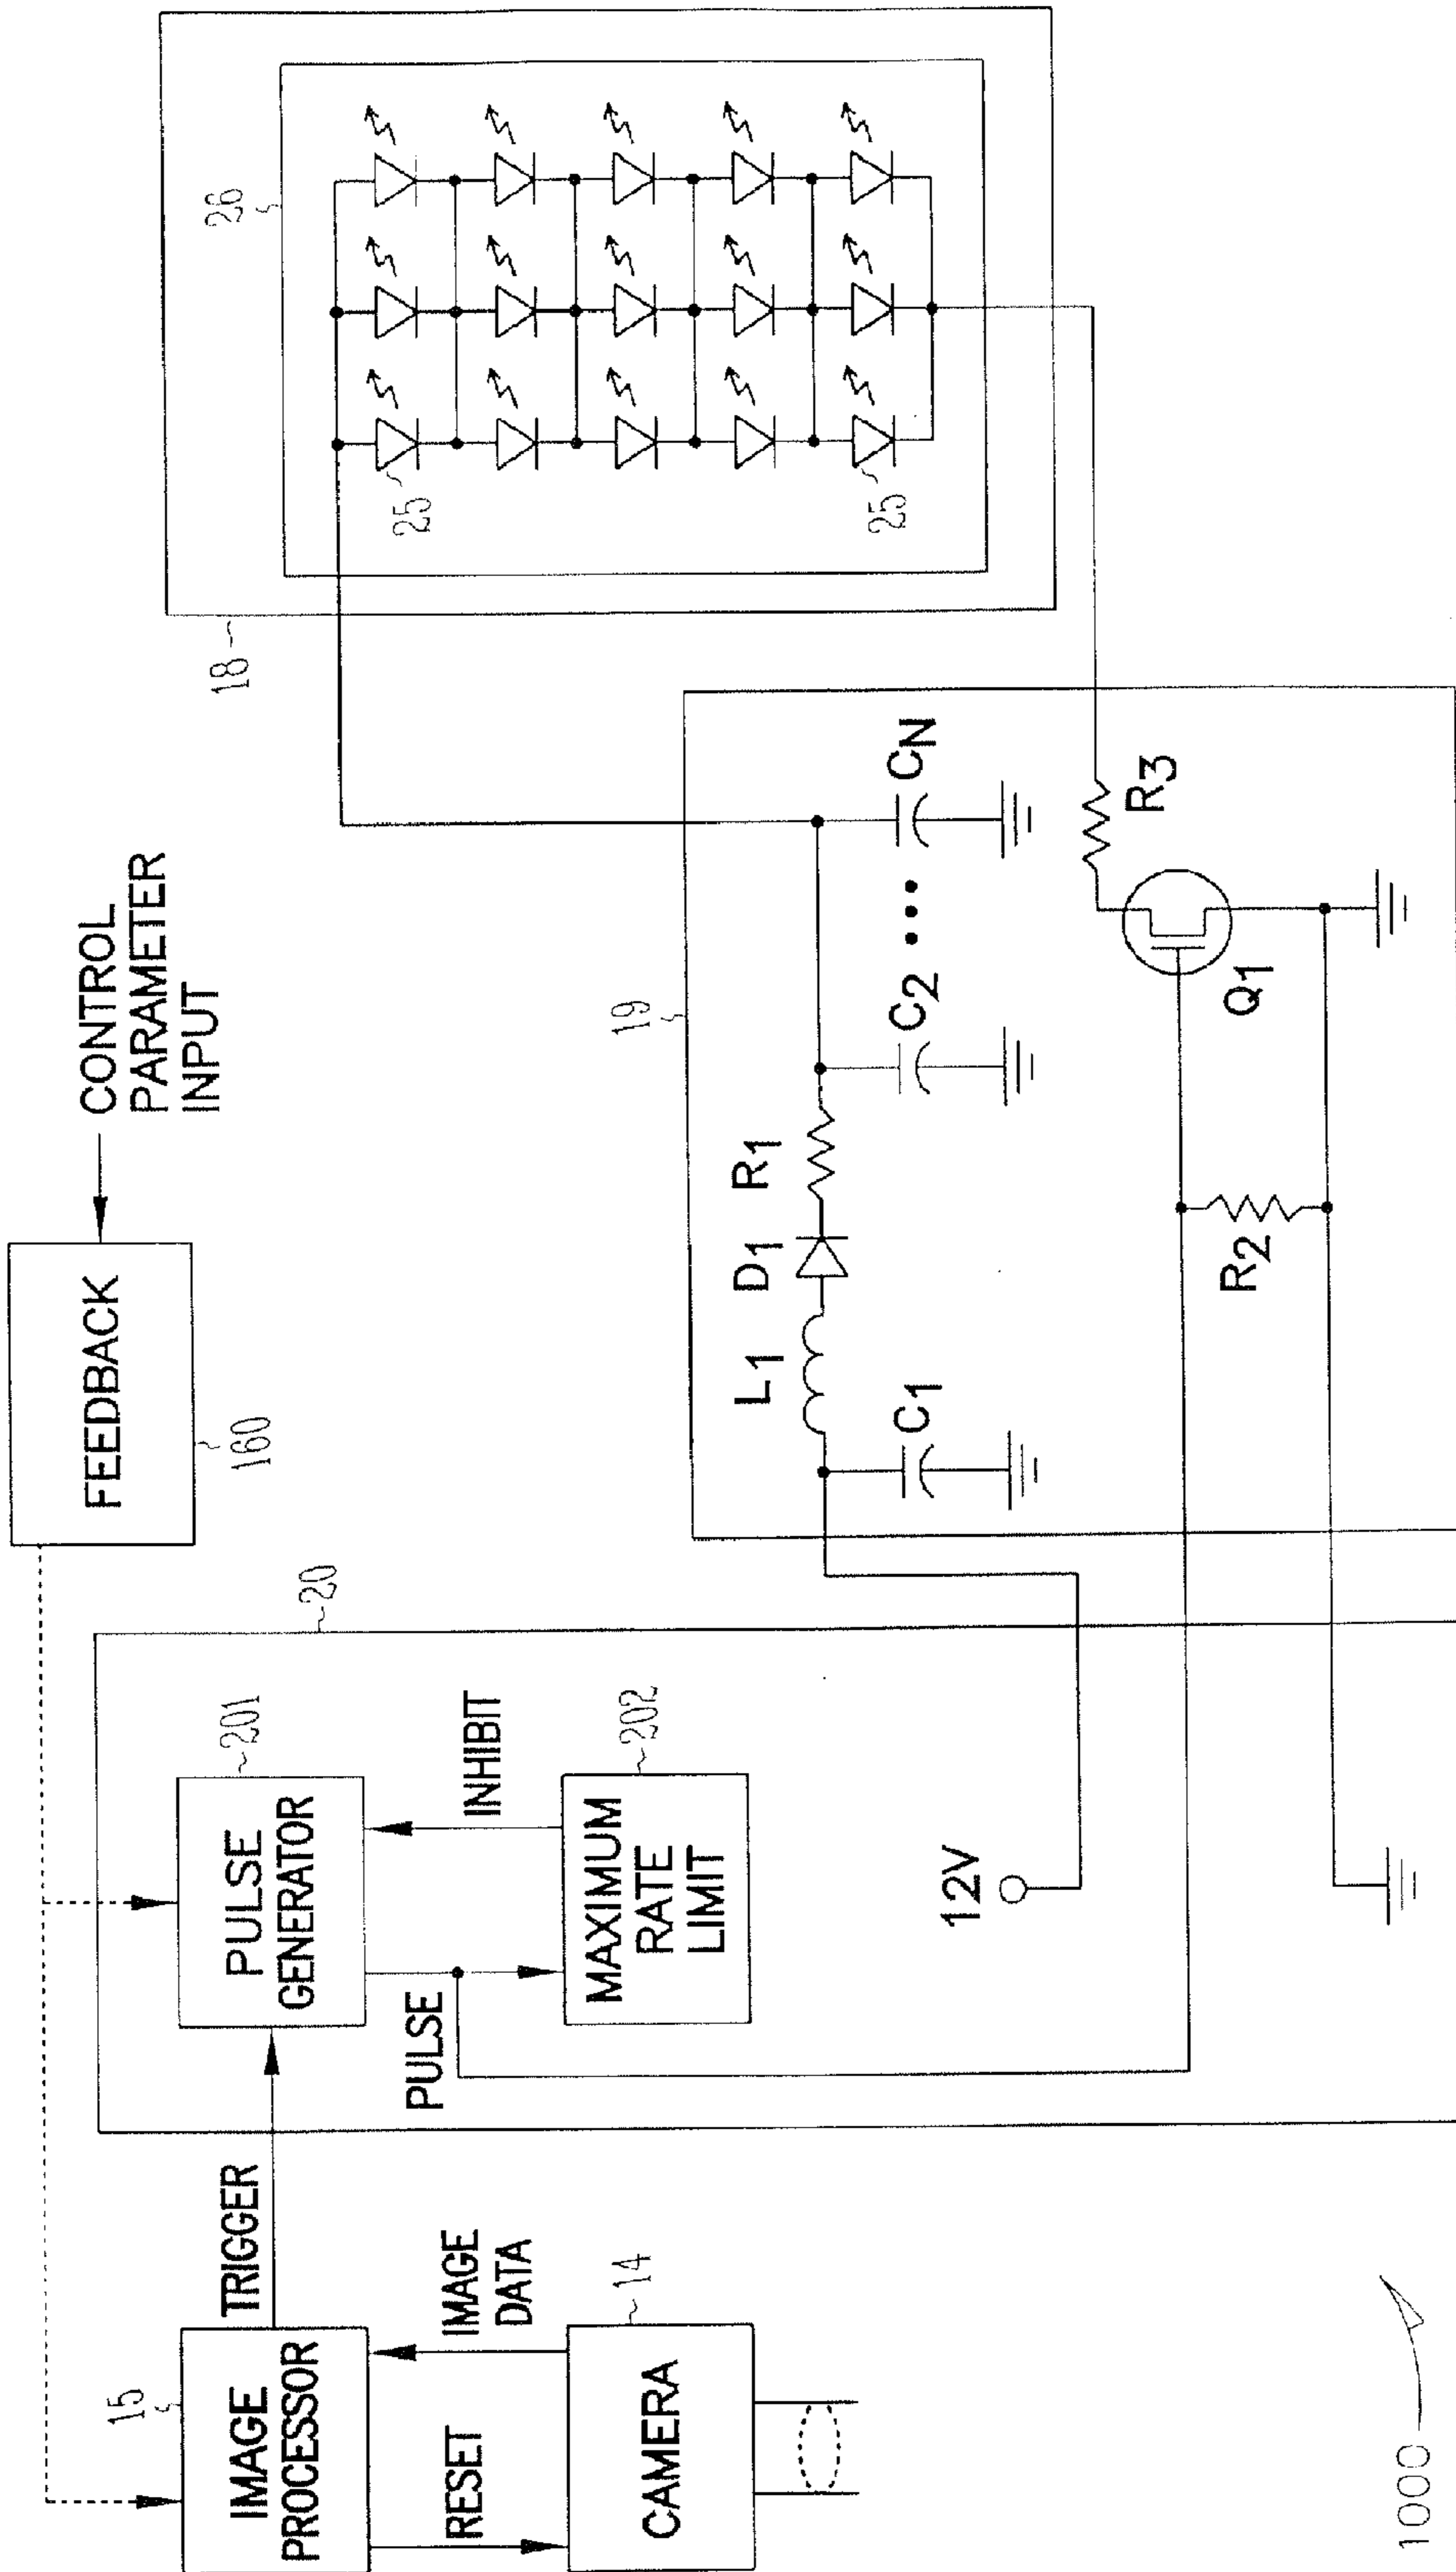 FEEDBACK
160
CONTROL
PARAMETER
INPUT
15
IMAGE
PROCESSOR
TRIGGER
RESET
IMAGE
DATA
14
CAMERA
20
201
PULSE
GENERATOR
PULSE
INHIBIT
202
MAXIMUM
RATE
LIMIT
12V
18
26
25
25
19
L1
D1
R1
C1
C2
...
CN
R2
Q1
R3
1000